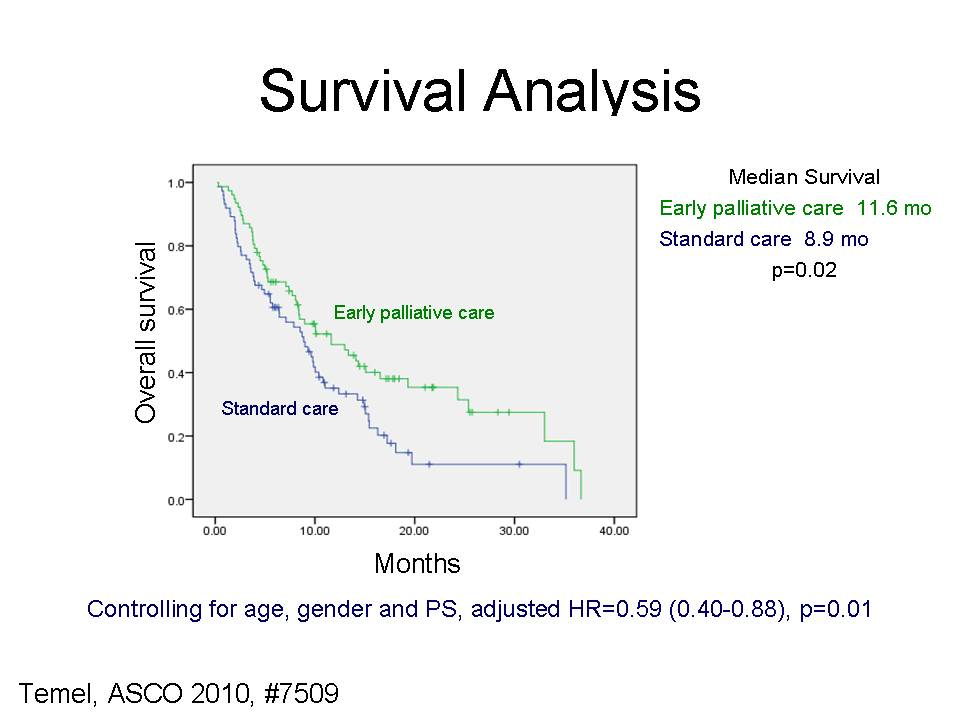 Survival Analysis
Median Survival
Early palliative care 11.6 mo
Standard care 8.9 mo
p=0.02
Overall survival
1.0
0.8
0.6
0.4
0.2
0.0
Early palliative care
Standard care
0.00 10.00 20.00 30.00 40.00
Months
Controlling for age, gender and PS, adjusted HR=0.59 (0.40-0.88), p=0.01
Temel, ASCO 2010, #7509